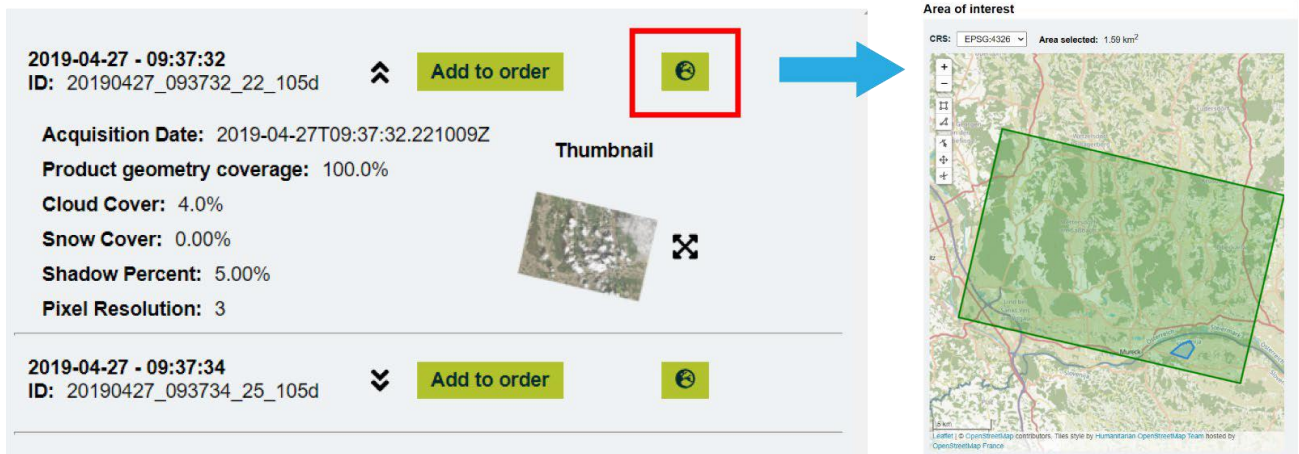 2019-04-27 - 09:37:32
ID: 20190427_093732_22_105d
Add to order
Acquisition Date: 2019-04-27T09:37:32.221009Z
Product geometry coverage: 100.0%
Cloud Cover: 4.0%
Snow Cover: 0.00%
Shadow Percent: 5.00%
Pixel Resolution: 3
Thumbnail
2019-04-27 - 09:37:34
ID: 20190427_093734_25_105d
Add to order
Area of interest
CRS: EPSG:4326 Area selected: 1.59 km²
+
−
Mureck
5 km
Leaflet | © OpenStreetMap contributors. Tiles style by Humanitarian OpenStreetMap Team hosted by
OpenStreetMap France